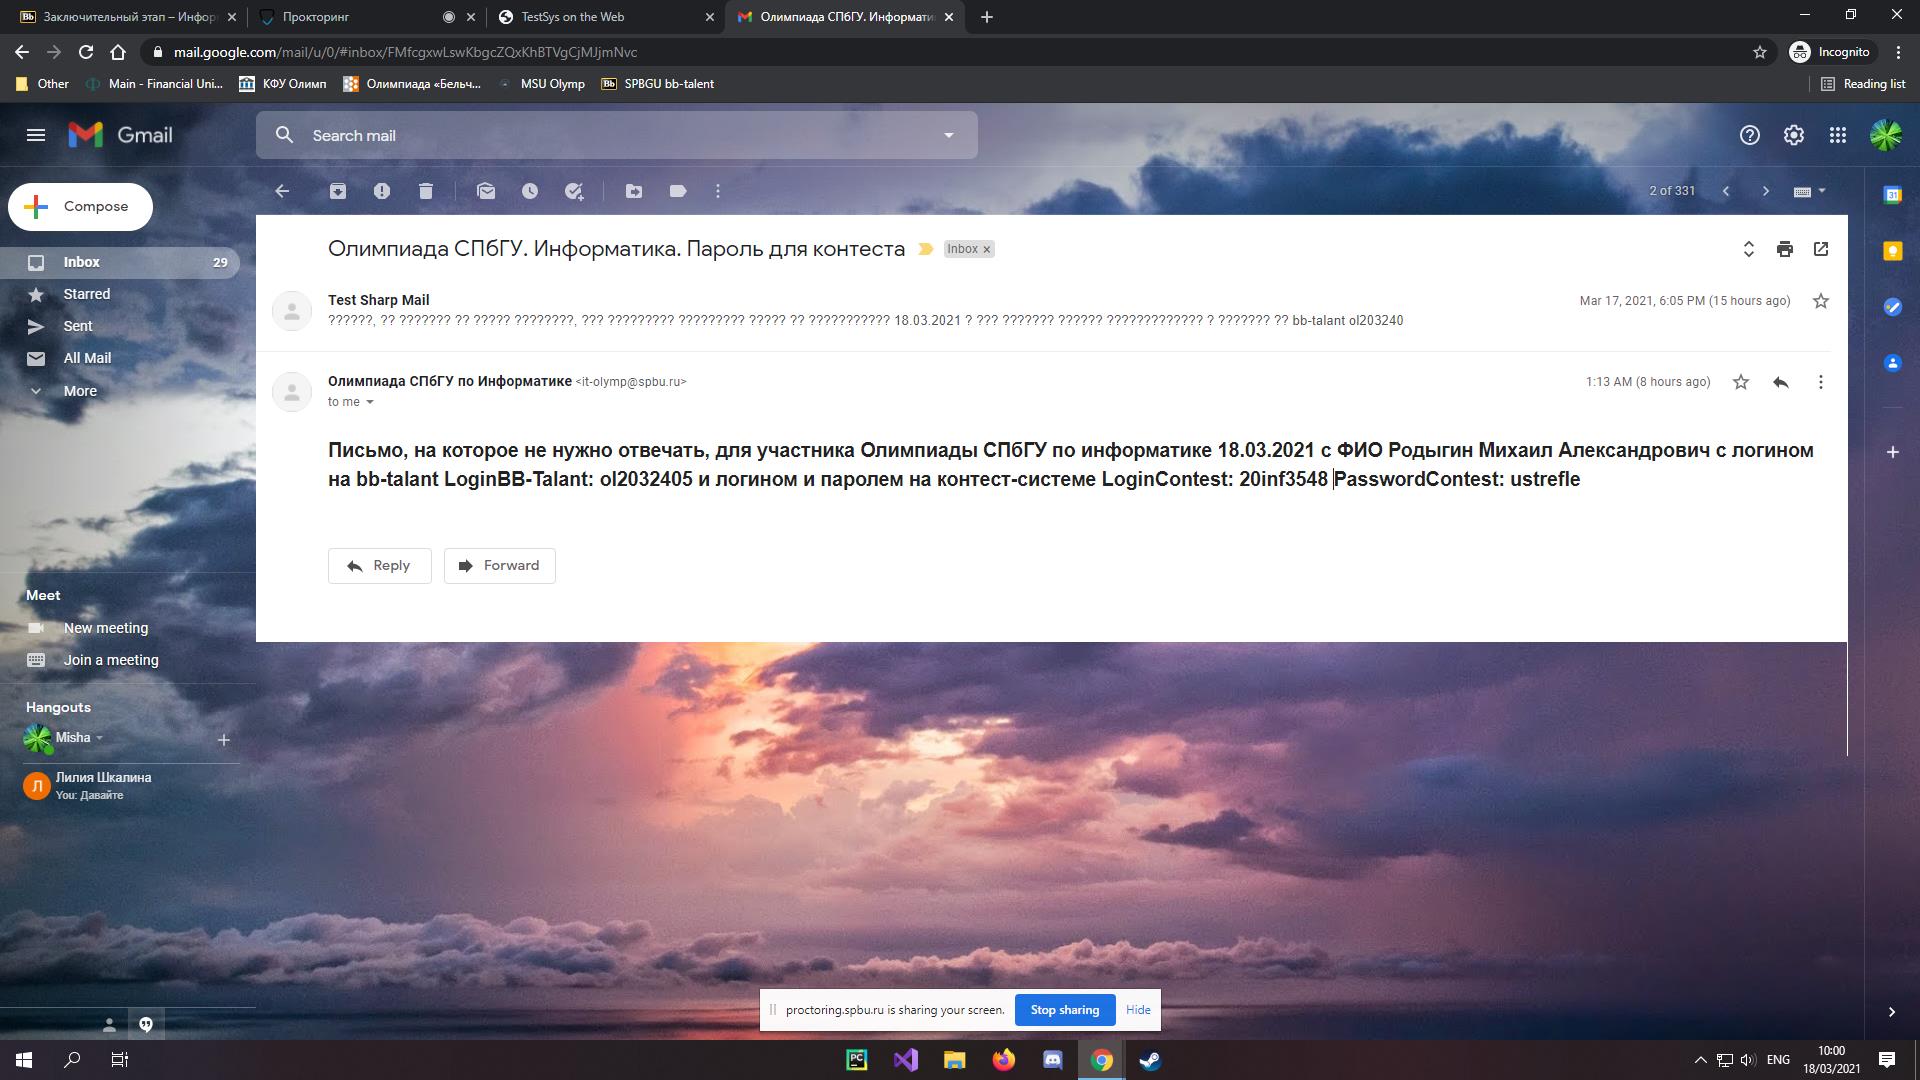 Заключительный этап – Инфор
Прокторинг
TestSys on the Web
Олимпиада СПбГУ. Информати
mail.google.com/mail/u/0/#inbox/FMfcgxwLswKbgcZQxKhBTVgCjMJjmNvc
Incognito
Other
Main - Financial Uni...
КФУ Олимп
Олимпиада «Бельч...
MSU Olymp
SPBGU bb-talent
Reading list
Gmail
Search mail
Compose
2 of 331
Inbox 29
Starred
Sent
All Mail
More
Олимпиада СПбГУ. Информатика. Пароль для контеста
Inbox ×
Test Sharp Mail
Mar 17, 2021, 6:05 PM (15 hours ago)
??????, ?? ??????? ?? ????? ????????, ??? ????????? ????????? ????? ?? ??????????? 18.03.2021 ? ??? ??????? ?????? ????????????? ? ??????? ?? bb-talant ol203240
Олимпиада СПбГУ по Информатике <it-olymp@spbu.ru>
1:13 AM (8 hours ago)
to me
Письмо, на которое не нужно отвечать, для участника Олимпиады СПбГУ по информатике 18.03.2021 с ФИО Родыгин Михаил Александрович с логином
на bb-talant LoginBB-Talant: ol2032405 и логином и паролем на контест-системе LoginContest: 20inf3548 PasswordContest: ustrefle
Reply
Forward
Meet
New meeting
Join a meeting
Hangouts
Misha
Л
Лилия Шкалина
You: Давайте
proctoring.spbu.ru is sharing your screen.
Stop sharing
Hide
ENG
10:00
18/03/2021